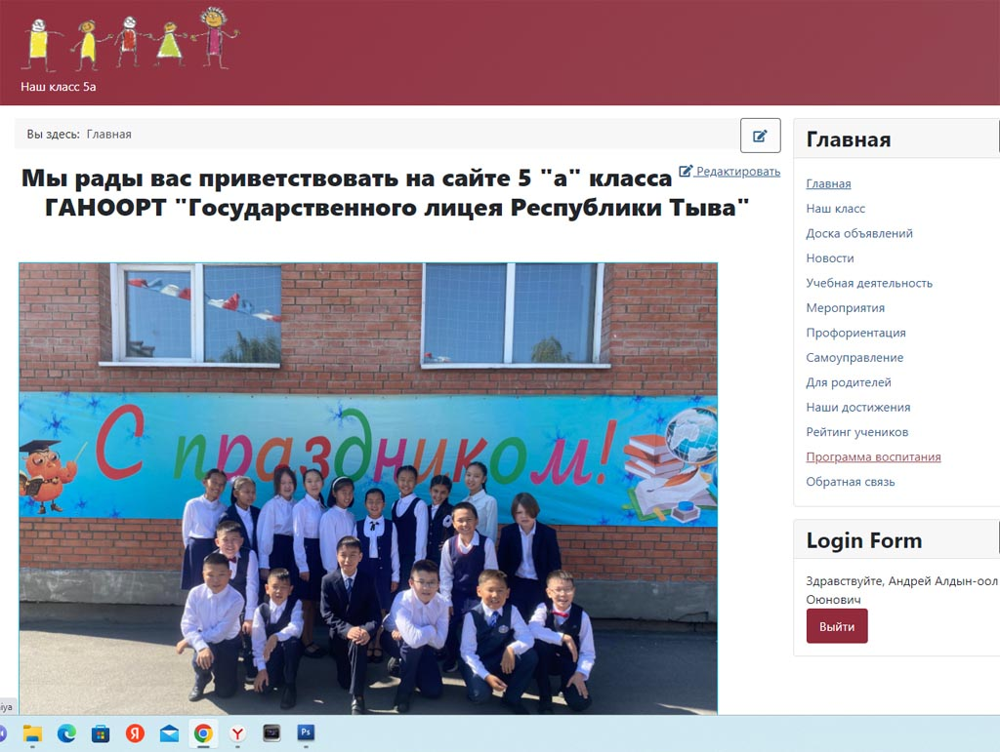 Наш класс 5а
Вы здесь: Главная
Редактировать
Мы рады вас приветствовать на сайте 5 "а" класса
ГАНООРТ "Государственного лицея Республики Тыва"
С праздником!
Главная
Главная
Наш класс
Доска объявлений
Новости
Учебная деятельность
Мероприятия
Профориентация
Самоуправление
Для родителей
Наши достижения
Рейтинг учеников
Программа воспитания
Обратная связь
Login Form
Здравствуйте, Андрей Алдын-оол
Оюнович
Выйти
iya
Я
Y
Ps